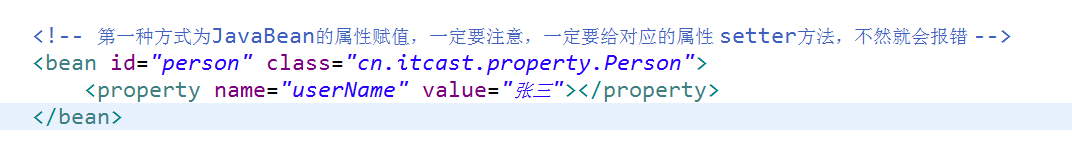 <!-- 第一种方式为JavaBean的属性赋值，一定要注意，一定要给对应的属性 setter方法，不然就会报错 -->
<bean id="person" class="cn.itcast.property.Person">
    <property name="userName" value="张三"></property>
</bean>